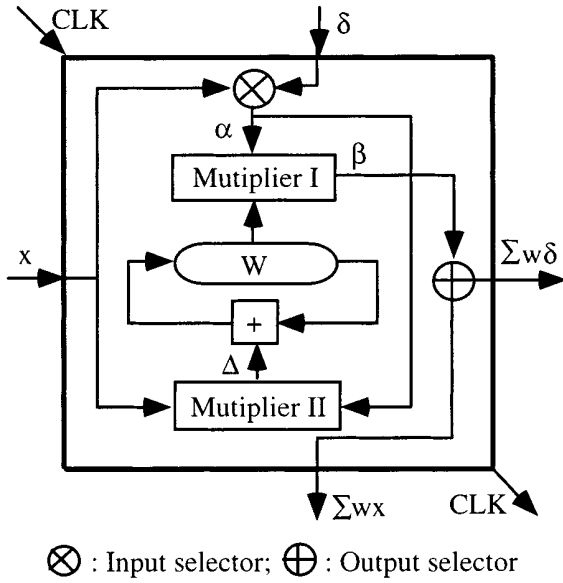 CLK
δ
α
Mutiplier I
β
x
W
Σwδ
+
Δ
Mutiplier II
Σwx
CLK
⊗ : Input selector; ⊕ : Output selector